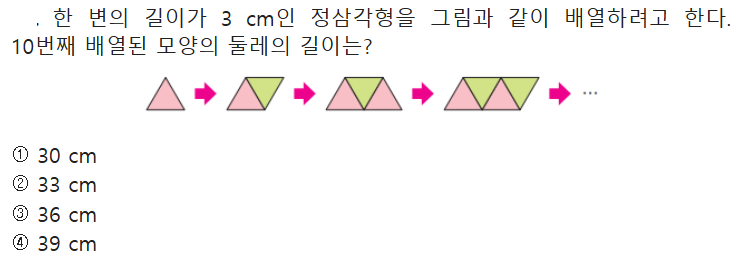 . 한 변의 길이가 3 cm인 정삼각형을 그림과 같이 배열하려고 한다.
10번째 배열된 모양의 둘레의 길이는?
⋯
① 30 cm
② 33 cm
③ 36 cm
④ 39 cm